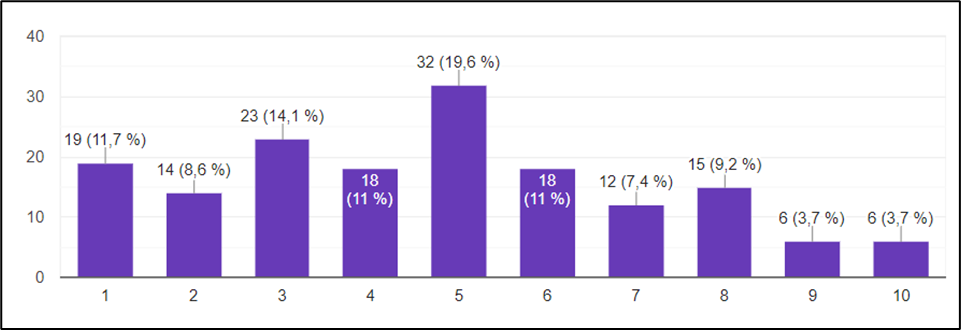 40
30
20
10
0
19 (11,7 %)
14 (8,6 %)
23 (14,1 %)
18
(11 %)
32 (19,6 %)
18
(11 %)
12 (7,4 %)
15 (9,2 %)
6 (3,7 %)
6 (3,7 %)
1 2 3 4 5 6 7 8 9 10